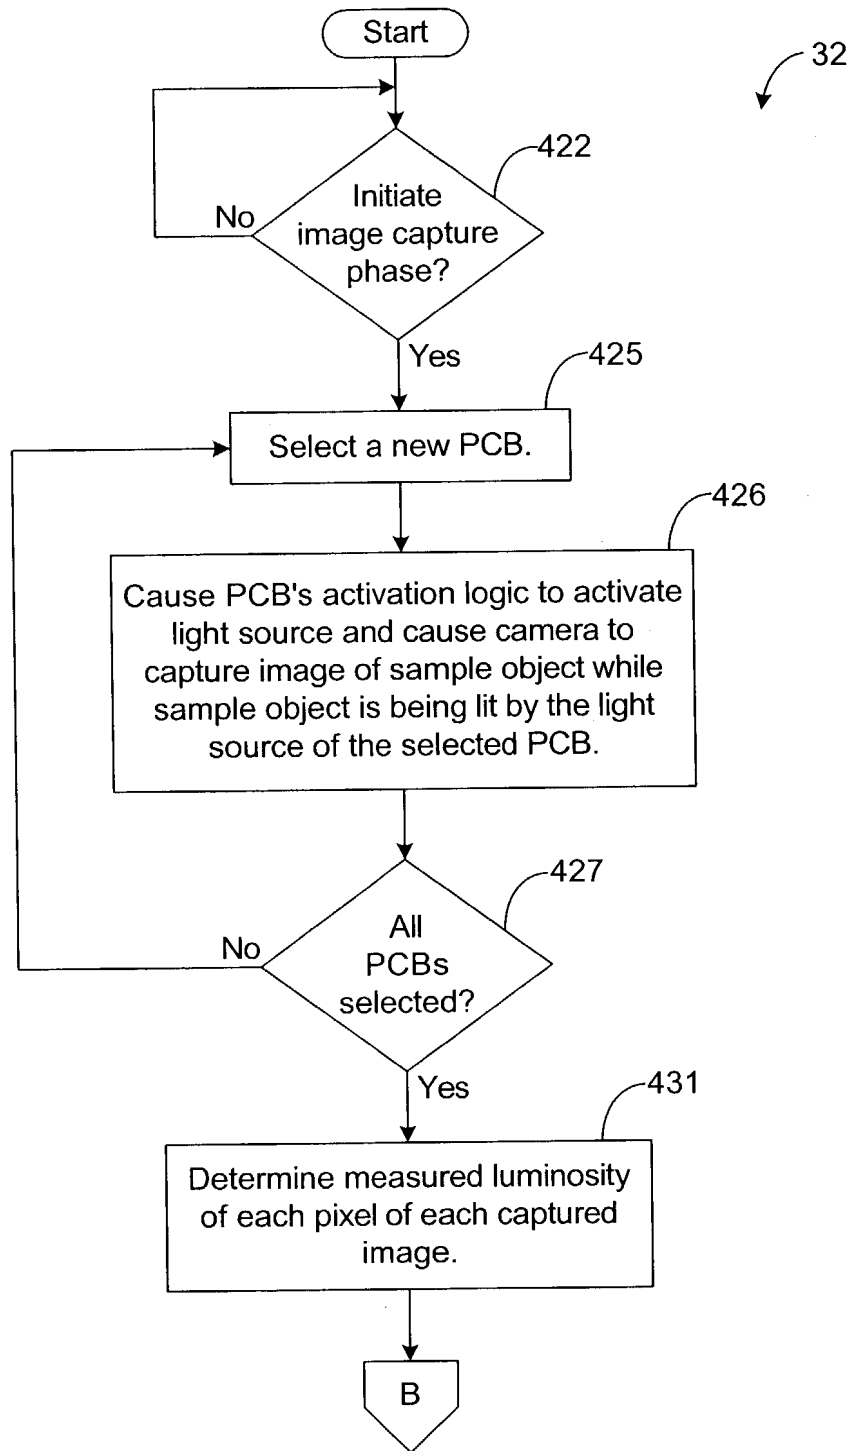 Start
32
422
Initiate
image capture
phase?
No
Yes
425
Select a new PCB.
426
Cause PCB's activation logic to activate
light source and cause camera to
capture image of sample object while
sample object is being lit by the light
source of the selected PCB.
427
All
PCBs
selected?
No
Yes
431
Determine measured luminosity
of each pixel of each captured
image.
B